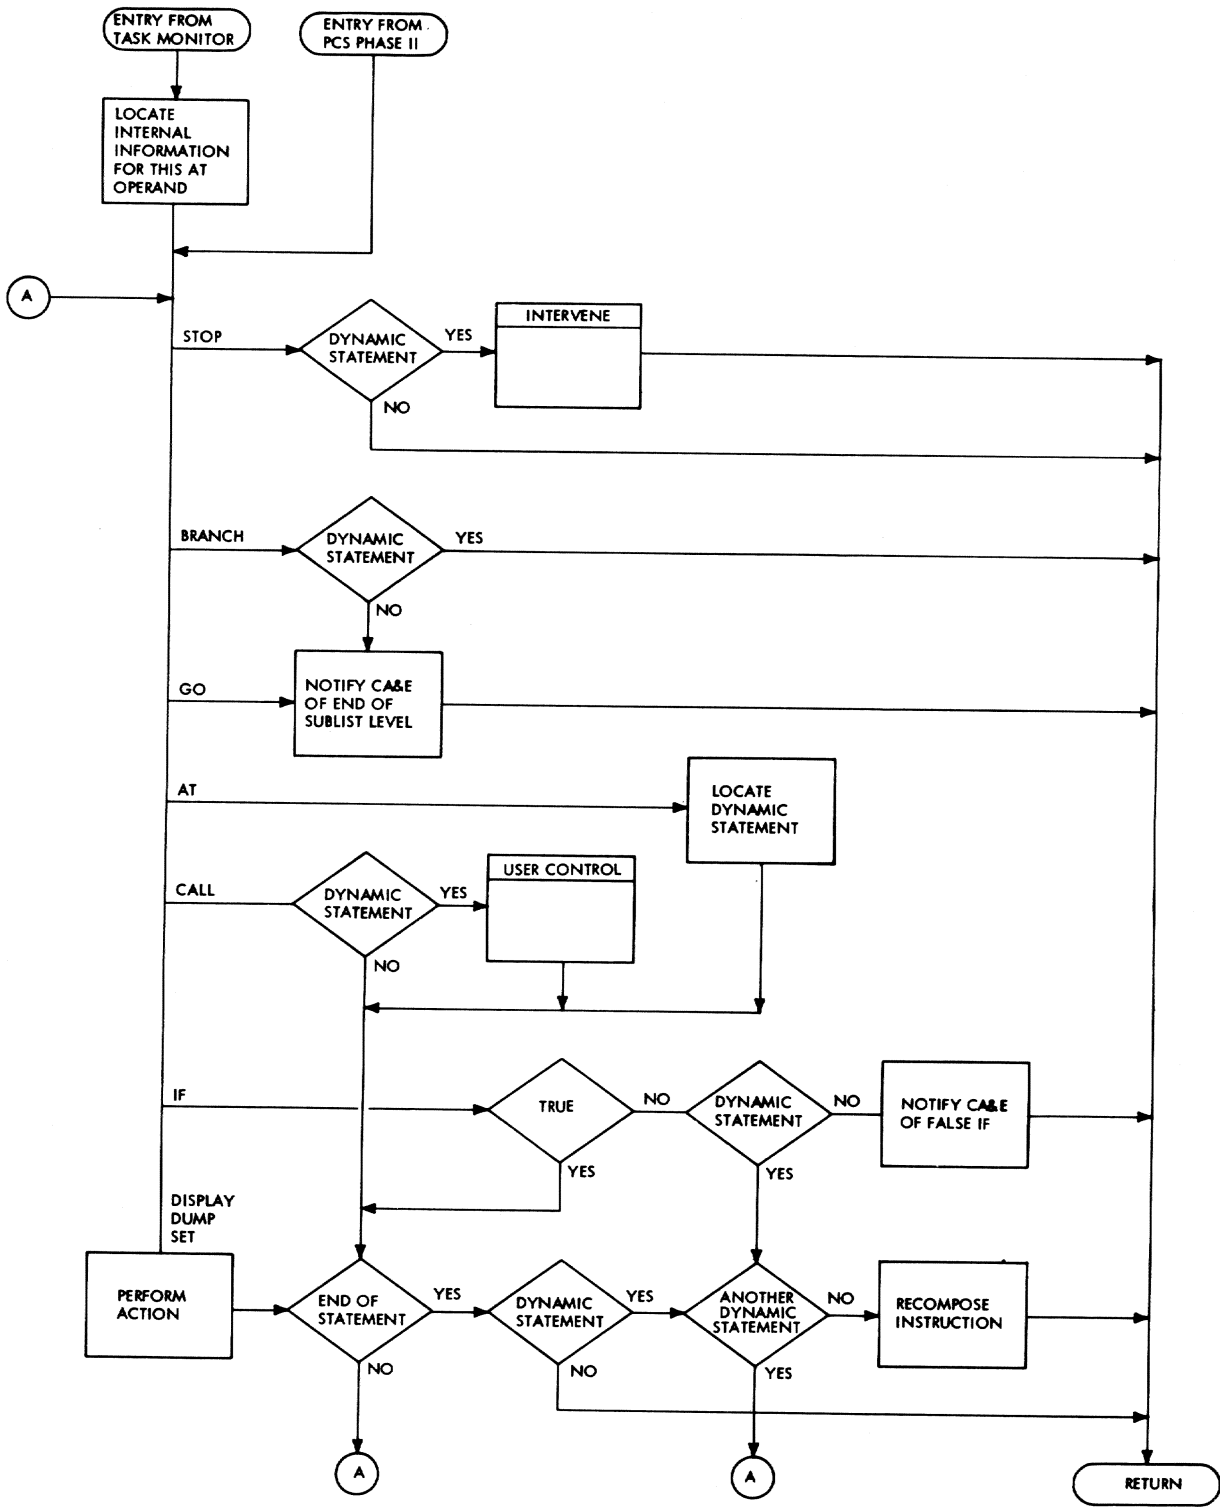 ENTRY FROM
TASK MONITOR
ENTRY FROM
PCS PHASE II
LOCATE
INTERNAL
INFORMATION
FOR THIS AT
OPERAND
A
STOP
DYNAMIC
STATEMENT
YES
INTERVENE
NO
BRANCH
DYNAMIC
STATEMENT
YES
NO
GO
NOTIFY CA&E
OF END OF
SUBLIST LEVEL
AT
LOCATE
DYNAMIC
STATEMENT
CALL
DYNAMIC
STATEMENT
YES
USER CONTROL
NO
IF
TRUE
NO
DYNAMIC
STATEMENT
NO
NOTIFY CA&E
OF FALSE IF
YES
YES
DISPLAY
DUMP
SET
PERFORM
ACTION
END OF
STATEMENT
YES
DYNAMIC
STATEMENT
YES
ANOTHER
DYNAMIC
STATEMENT
NO
RECOMPOSE
INSTRUCTION
NO
NO
YES
A
A
RETURN